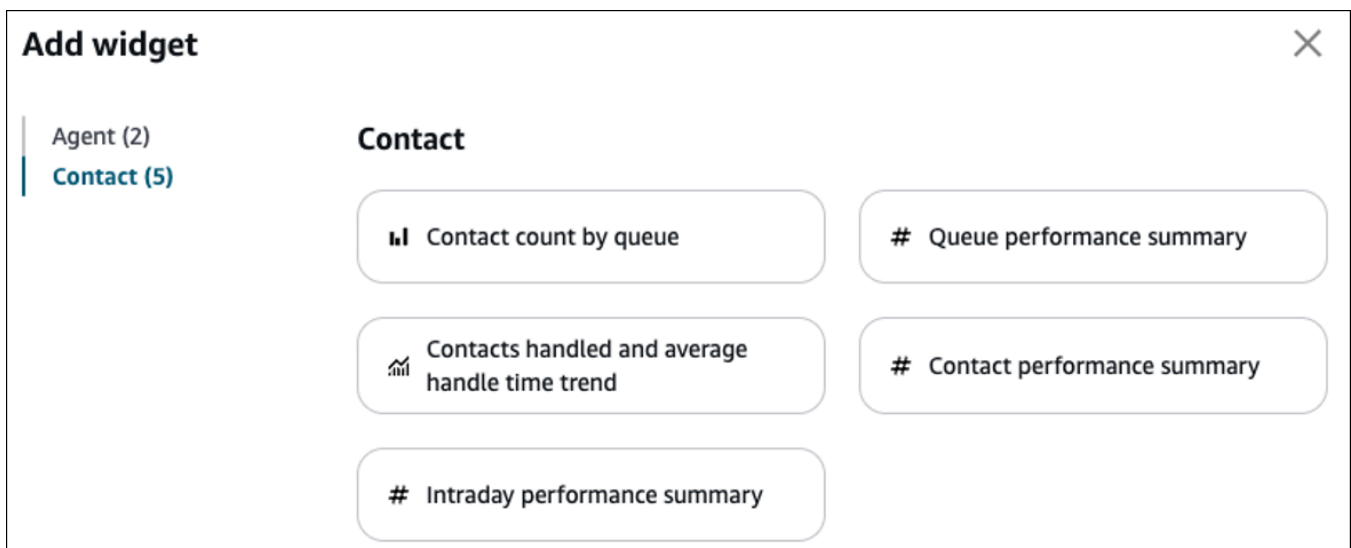 Add widget
Agent (2)
Contact (5)
Contact
Contact count by queue
# Queue performance summary
Contacts handled and average
handle time trend
# Contact performance summary
# Intraday performance summary